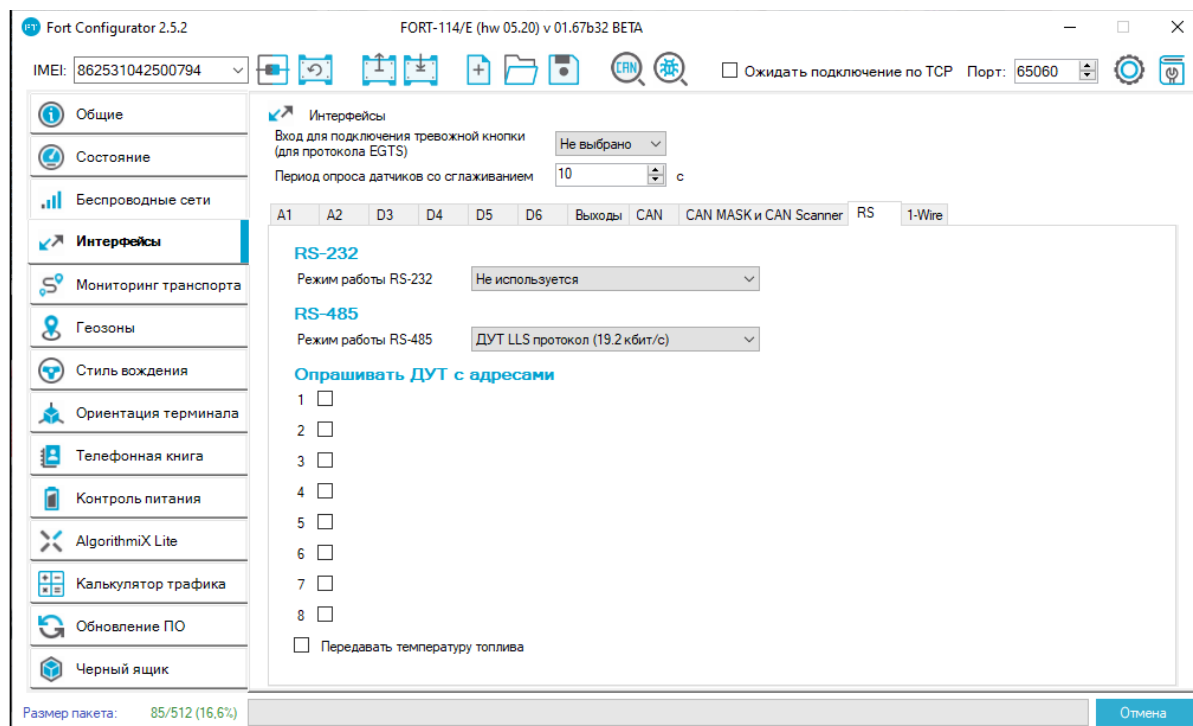 Fort Configurator 2.5.2 FORT-114/E (hw 05.20) v 01.67b32 BETA
IMEI: 862531042500794 CAN Ожидать подключение по TCP Порт: 65060
Общие
Состояние
Беспроводные сети
Интерфейсы
Мониторинг транспорта
Геозоны
Стиль вождения
Ориентация терминала
Телефонная книга
Контроль питания
AlgorithmiX Lite
Калькулятор трафика
Обновление ПО
Черный ящик
Интерфейсы
Вход для подключения тревожной кнопки
(для протокола EGTS) Не выбрано
Период опроса датчиков со сглаживанием 10 с
A1 A2 D3 D4 D5 D6 Выходы CAN CAN MASK и CAN Scanner RS 1-Wire
RS-232
Режим работы RS-232 Не используется
RS-485
Режим работы RS-485 ДУТ LLS протокол (19.2 кбит/с)
Опрашивать ДУТ с адресами
1
2
3
4
5
6
7
8
Передавать температуру топлива
Размер пакета: 85/512 (16,6%) Отмена